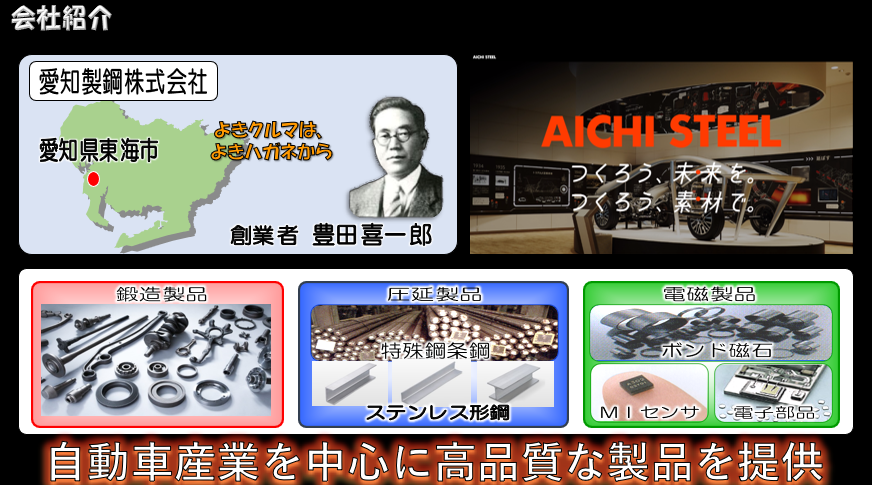 会社紹介
愛知製鋼株式会社
愛知県東海市
よきクルマは、
よきハガネから
創業者 豊田喜一郎
AICHI STEEL
AICHI STEEL
つくろう、未来を。
つくろう、素材で。
鍛造製品
圧延製品
特殊鋼条鋼
ステンレス形鋼
電磁製品
ボンド磁石
MIセンサ
電子部品
自動車産業を中心に高品質な製品を提供